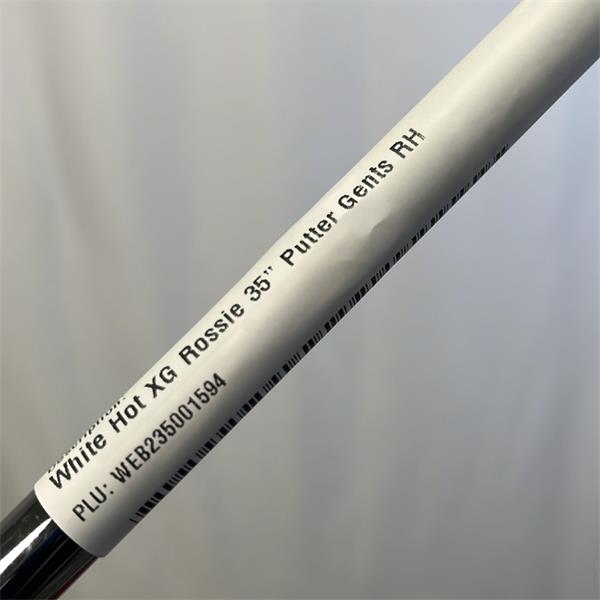 White Hot XG Rossie 35" Putter Gents RH
PLU: WEB235001594